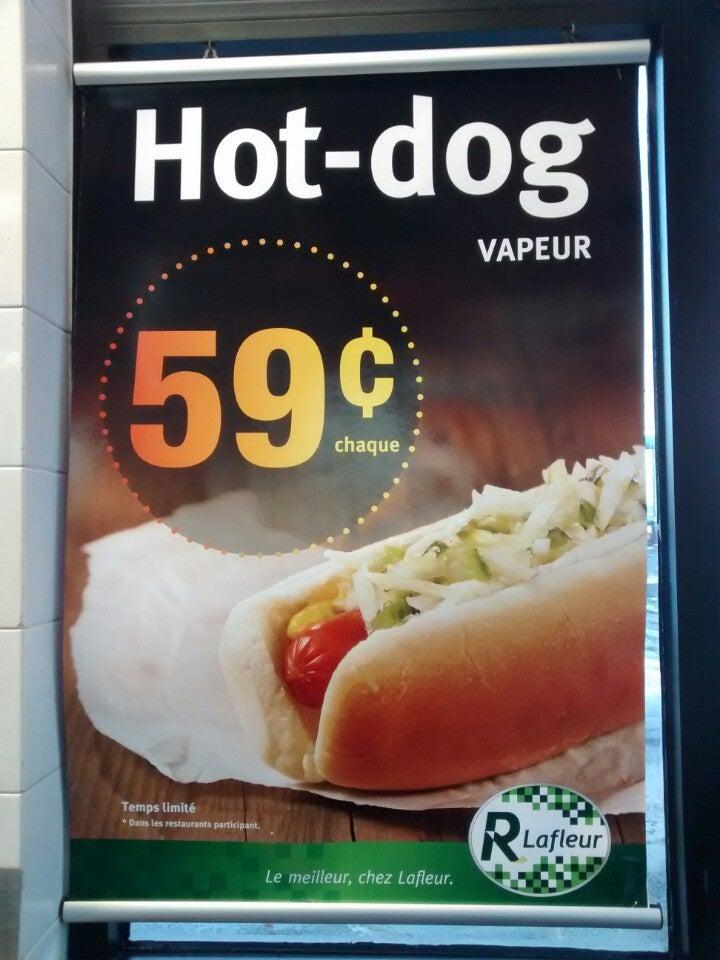 Hot-dog
VAPEUR
59¢
chaque
Temps limité
* Dans les restaurants participant.
R Lafleur
Le meilleur, chez Lafleur.